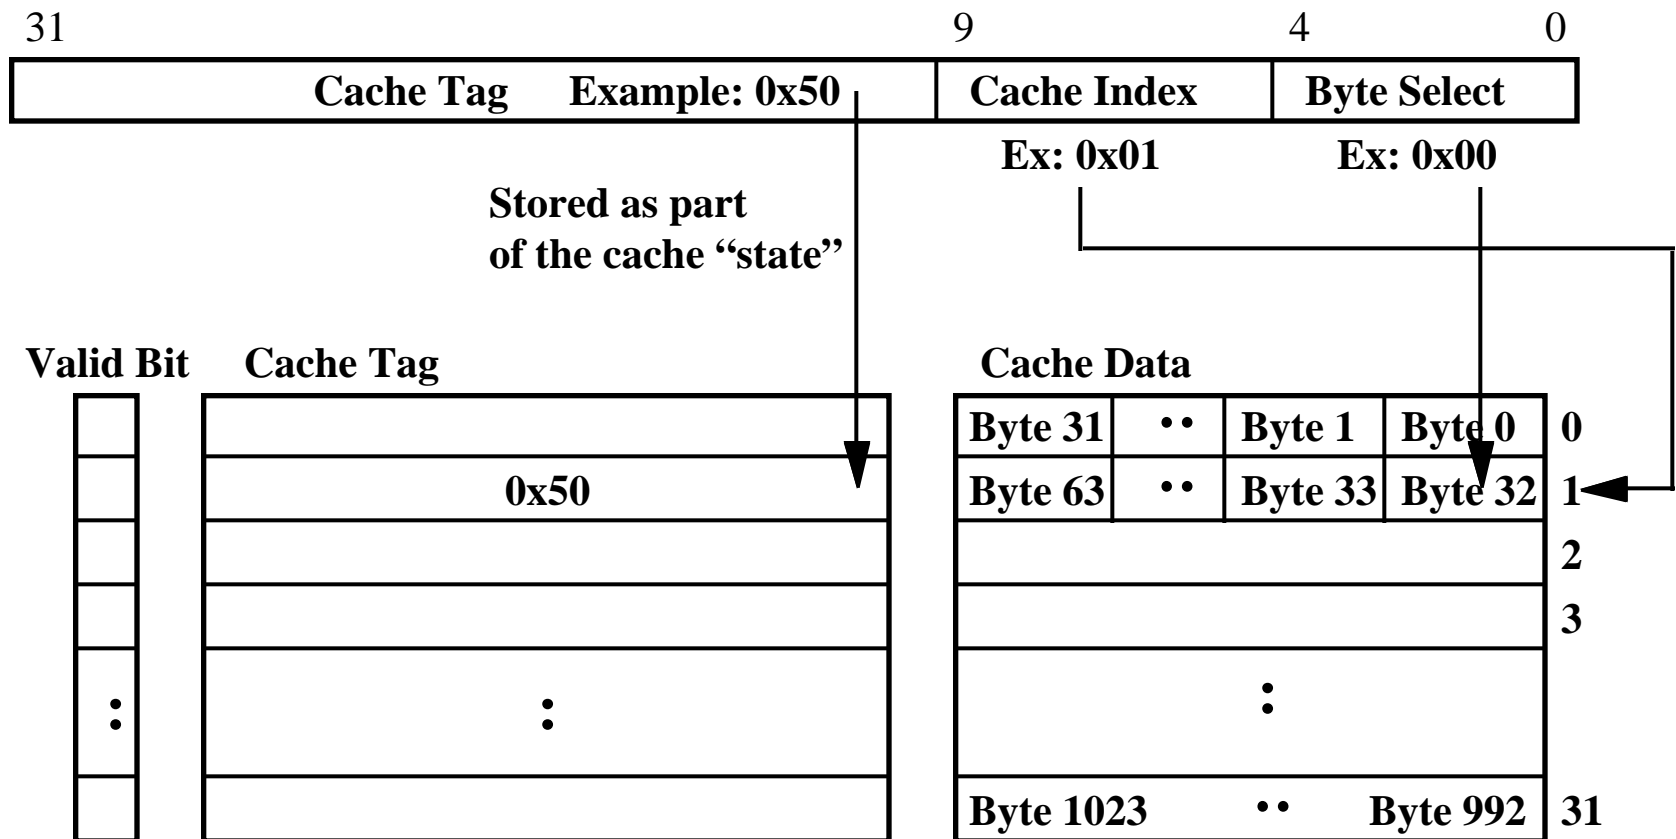 31 9 4 0
Cache Tag Example: 0x50 Cache Index Byte Select
Ex: 0x01 Ex: 0x00
Stored as part
of the cache “state”
Valid Bit Cache Tag Cache Data
Byte 31 ·· Byte 1 Byte 0 0
0x50 Byte 63 ·· Byte 33 Byte 32 1
2
3
: : :
Byte 1023 ·· Byte 992 31